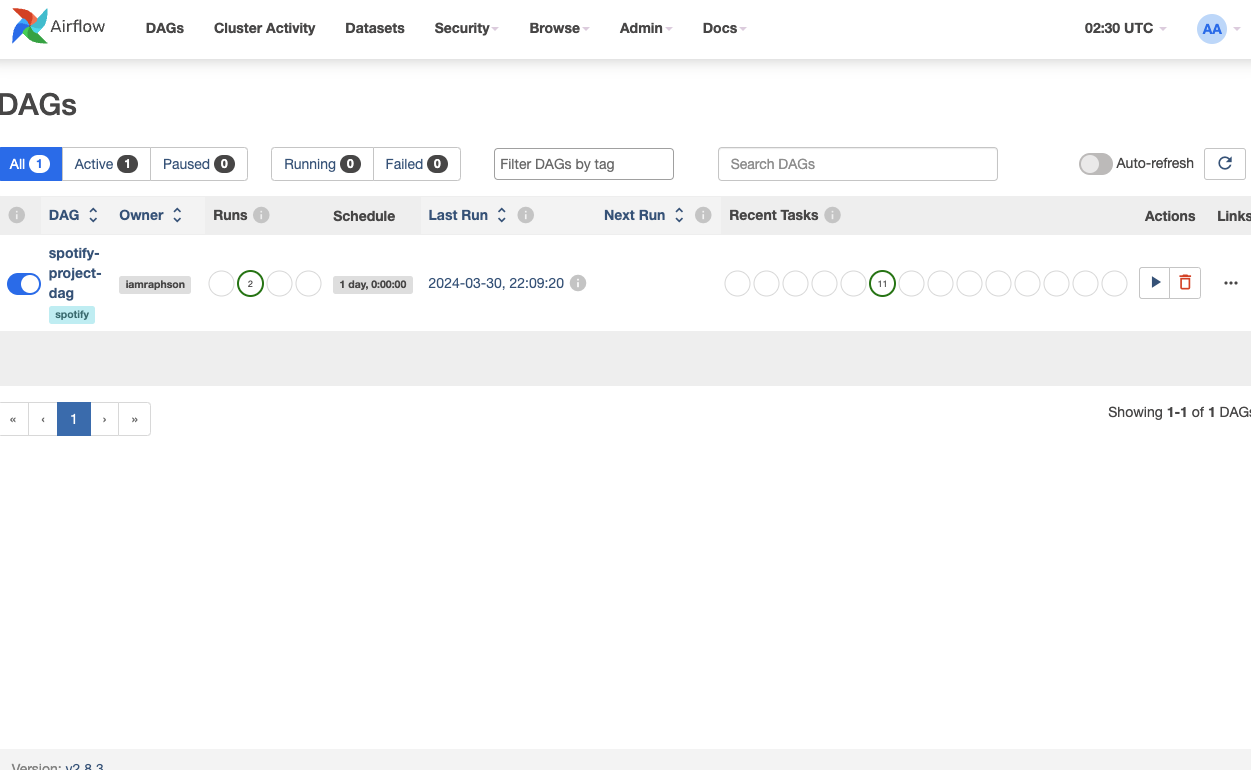 Airflow DAGs Cluster Activity Datasets Security Browse Admin Docs 02:30 UTC AA
DAGs
All 1 Active 1 Paused 0 Running 0 Failed 0 Filter DAGs by tag Search DAGs Auto-refresh
DAG Owner Runs Schedule Last Run Next Run Recent Tasks Actions Links
spotify-
project-
dag
iamraphson 2 1 day, 0:00:00 2024-03-30, 22:09:20 11
spotify
« ‹ 1 › »
Showing 1-1 of 1 DAGs
Version: v2.8.3